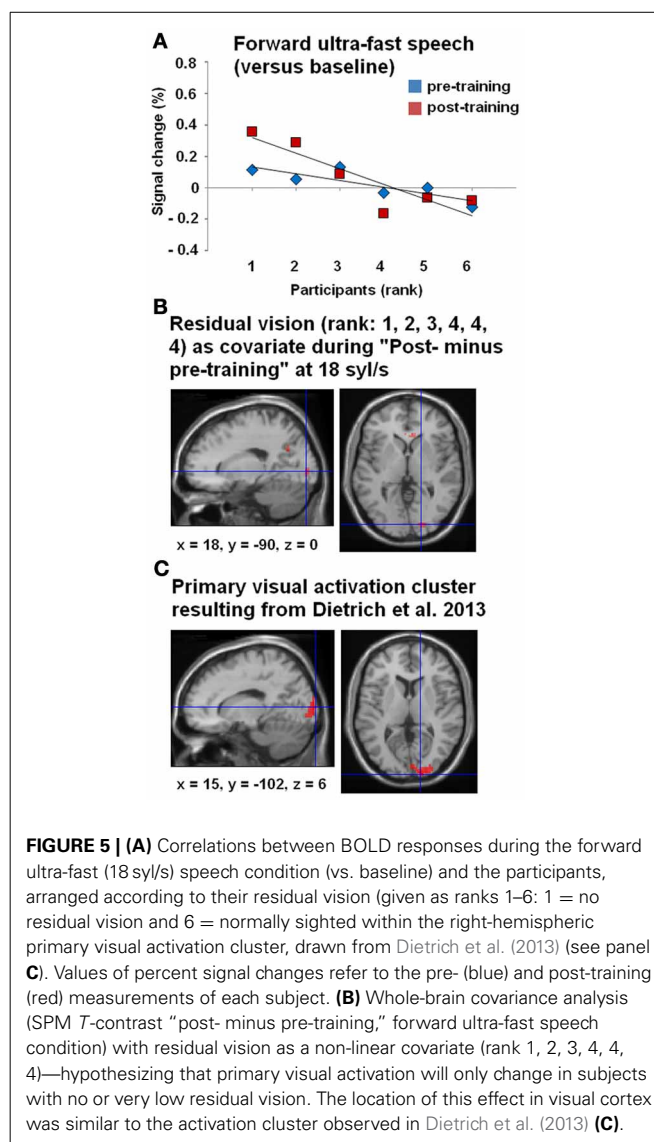 A
Forward ultra-fast speech
(versus baseline)
0.8
0.6
0.4
0.2
0
- 0.2
- 0.4
Signal change (%)
pre-training
post-training
1 2 3 4 5 6
Participants (rank)
B
Residual vision (rank: 1, 2, 3, 4, 4,
4) as covariate during "Post- minus
pre-training" at 18 syl/s
x = 18, y = -90, z = 0
C
Primary visual activation cluster
resulting from Dietrich et al. 2013
x = 15, y = -102, z = 6
FIGURE 5 | (A) Correlations between BOLD responses during the forward
ultra-fast (18 syl/s) speech condition (vs. baseline) and the participants,
arranged according to their residual vision (given as ranks 1–6: 1 = no
residual vision and 6 = normally sighted within the right-hemispheric
primary visual activation cluster, drawn from Dietrich et al. (2013) (see panel
C). Values of percent signal changes refer to the pre- (blue) and post-training
(red) measurements of each subject. (B) Whole-brain covariance analysis
(SPM T-contrast “post- minus pre-training,” forward ultra-fast speech
condition) with residual vision as a non-linear covariate (rank 1, 2, 3, 4, 4,
4)—hypothesizing that primary visual activation will only change in subjects
with no or very low residual vision. The location of this effect in visual cortex
was similar to the activation cluster observed in Dietrich et al. (2013) (C).